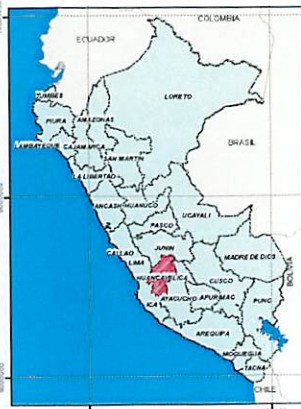 COLOMBIA
ECUADOR
LORETO
TUMBES
PIURA
AMAZONAS
LAMBAYEQUE
CAJAMARCA
BRASIL
SAN MARTIN
LA LIBERTAD
ANCASH
HUANUCO
UCAYALI
PASCO
JUNIN
CALLAO
LIMA
MADRE DE DIOS
HUANCAVELICA
CUSCO
BOLIVIA
ICA
AYACUCHO
APURIMAC
PUNO
AREQUIPA
MOQUEGUA
TACNA
CHILE